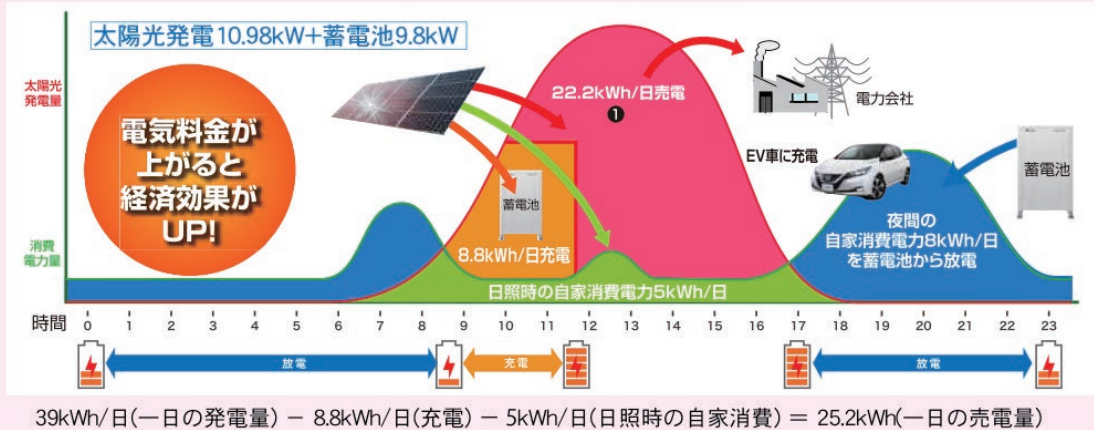 太陽光発電10.98kW+蓄電池9.8kW
太陽光
発電量
電気料金が
上がると
経済効果が
UP!
22.2kWh/日売電
❶
電力会社
EV車に充電
蓄電池
蓄電池
8.8kWh/日充電
夜間の
自家消費電力8kWh/日
を蓄電池から放電
消費
電力量
日照時の自家消費電力5kWh/日
時間 0 1 2 3 4 5 6 7 8 9 10 11 12 13 14 15 16 17 18 19 20 21 22 23
放電 充電 放電
39kWh/日(一日の発電量) − 8.8kWh/日(充電) − 5kWh/日(日照時の自家消費) = 25.2kWh(一日の売電量)